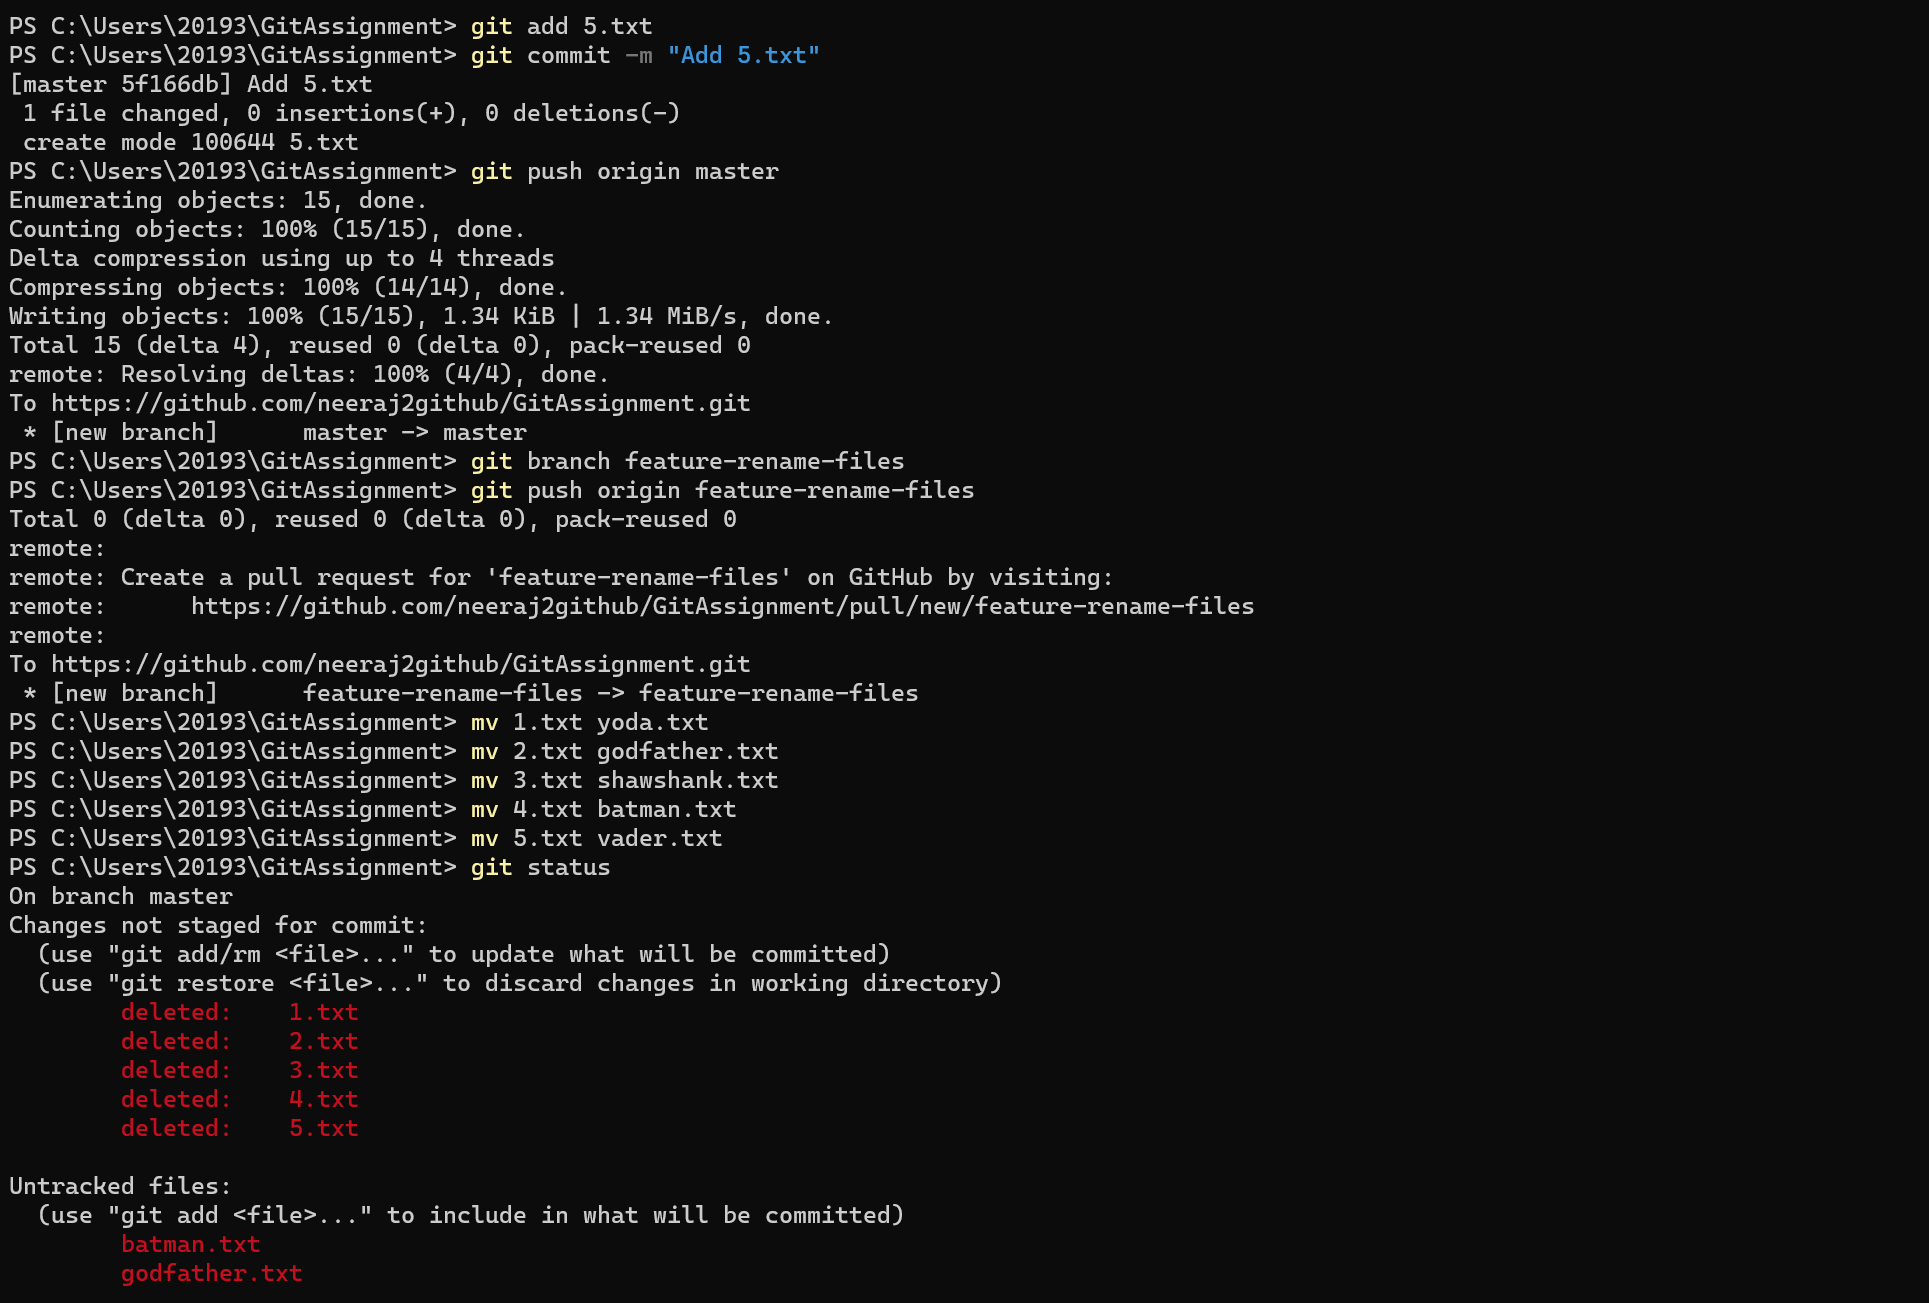 PS C:\Users\20193\GitAssignment> git add 5.txt
PS C:\Users\20193\GitAssignment> git commit -m "Add 5.txt"
[master 5f166db] Add 5.txt
 1 file changed, 0 insertions(+), 0 deletions(-)
 create mode 100644 5.txt
PS C:\Users\20193\GitAssignment> git push origin master
Enumerating objects: 15, done.
Counting objects: 100% (15/15), done.
Delta compression using up to 4 threads
Compressing objects: 100% (14/14), done.
Writing objects: 100% (15/15), 1.34 KiB | 1.34 MiB/s, done.
Total 15 (delta 4), reused 0 (delta 0), pack-reused 0
remote: Resolving deltas: 100% (4/4), done.
To https://github.com/neeraj2github/GitAssignment.git
 * [new branch]      master -> master
PS C:\Users\20193\GitAssignment> git branch feature-rename-files
PS C:\Users\20193\GitAssignment> git push origin feature-rename-files
Total 0 (delta 0), reused 0 (delta 0), pack-reused 0
remote:
remote: Create a pull request for 'feature-rename-files' on GitHub by visiting:
remote:      https://github.com/neeraj2github/GitAssignment/pull/new/feature-rename-files
remote:
To https://github.com/neeraj2github/GitAssignment.git
 * [new branch]      feature-rename-files -> feature-rename-files
PS C:\Users\20193\GitAssignment> mv 1.txt yoda.txt
PS C:\Users\20193\GitAssignment> mv 2.txt godfather.txt
PS C:\Users\20193\GitAssignment> mv 3.txt shawshank.txt
PS C:\Users\20193\GitAssignment> mv 4.txt batman.txt
PS C:\Users\20193\GitAssignment> mv 5.txt vader.txt
PS C:\Users\20193\GitAssignment> git status
On branch master
Changes not staged for commit:
  (use "git add/rm <file>..." to update what will be committed)
  (use "git restore <file>..." to discard changes in working directory)
        deleted:    1.txt
        deleted:    2.txt
        deleted:    3.txt
        deleted:    4.txt
        deleted:    5.txt

Untracked files:
  (use "git add <file>..." to include in what will be committed)
        batman.txt
        godfather.txt